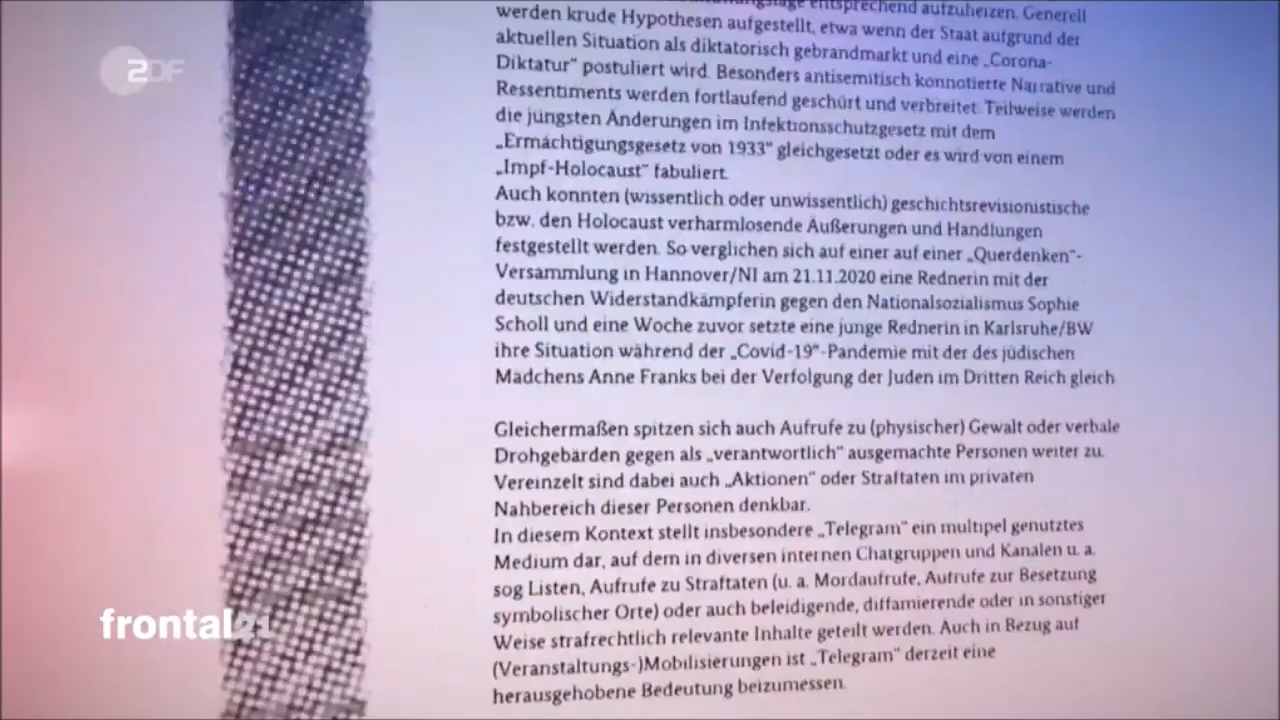 entsprechend aufzuheizen. Generell
werden krude Hypothesen aufgestellt, etwa wenn der Staat aufgrund der
aktuellen Situation als diktatorisch gebrandmarkt und eine „Corona-
Diktatur“ postuliert wird. Besonders antisemitisch konnotierte Narrative und
Ressentiments werden fortlaufend geschürt und verbreitet. Teilweise werden
die jüngsten Änderungen im Infektionsschutzgesetz mit dem
„Ermächtigungsgesetz von 1933“ gleichgesetzt oder es wird von einem
„Impf-Holocaust“ fabuliert.
Auch konnten (wissentlich oder unwissentlich) geschichtsrevisionistische
bzw. den Holocaust verharmlosende Äußerungen und Handlungen
festgestellt werden. So verglichen sich auf einer auf einer „Querdenken“-
Versammlung in Hannover/NI am 21.11.2020 eine Rednerin mit der
deutschen Widerstandkämpferin gegen den Nationalsozialismus Sophie
Scholl und eine Woche zuvor setzte eine junge Rednerin in Karlsruhe/BW
ihre Situation während der „Covid-19“-Pandemie mit der des jüdischen
Mädchens Anne Franks bei der Verfolgung der Juden im Dritten Reich gleich
Gleichermaßen spitzen sich auch Aufrufe zu (physischer) Gewalt oder verbale
Drohgebärden gegen als „verantwortlich“ ausgemachte Personen weiter zu.
Vereinzelt sind dabei auch „Aktionen“ oder Straftaten im privaten
Nahbereich dieser Personen denkbar.
In diesem Kontext stellt insbesondere „Telegram“ ein multipel genutztes
Medium dar, auf dem in diversen internen Chatgruppen und Kanälen u. a.
sog Listen, Aufrufe zu Straftaten (u. a. Mordaufrufe, Aufrufe zur Besetzung
symbolischer Orte) oder auch beleidigende, diffamierende oder in sonstiger
Weise strafrechtlich relevante Inhalte geteilt werden. Auch in Bezug auf
(Veranstaltungs-)Mobilisierungen ist „Telegram“ derzeit eine
herausgehobene Bedeutung beizumessen.
ZDF
frontal21